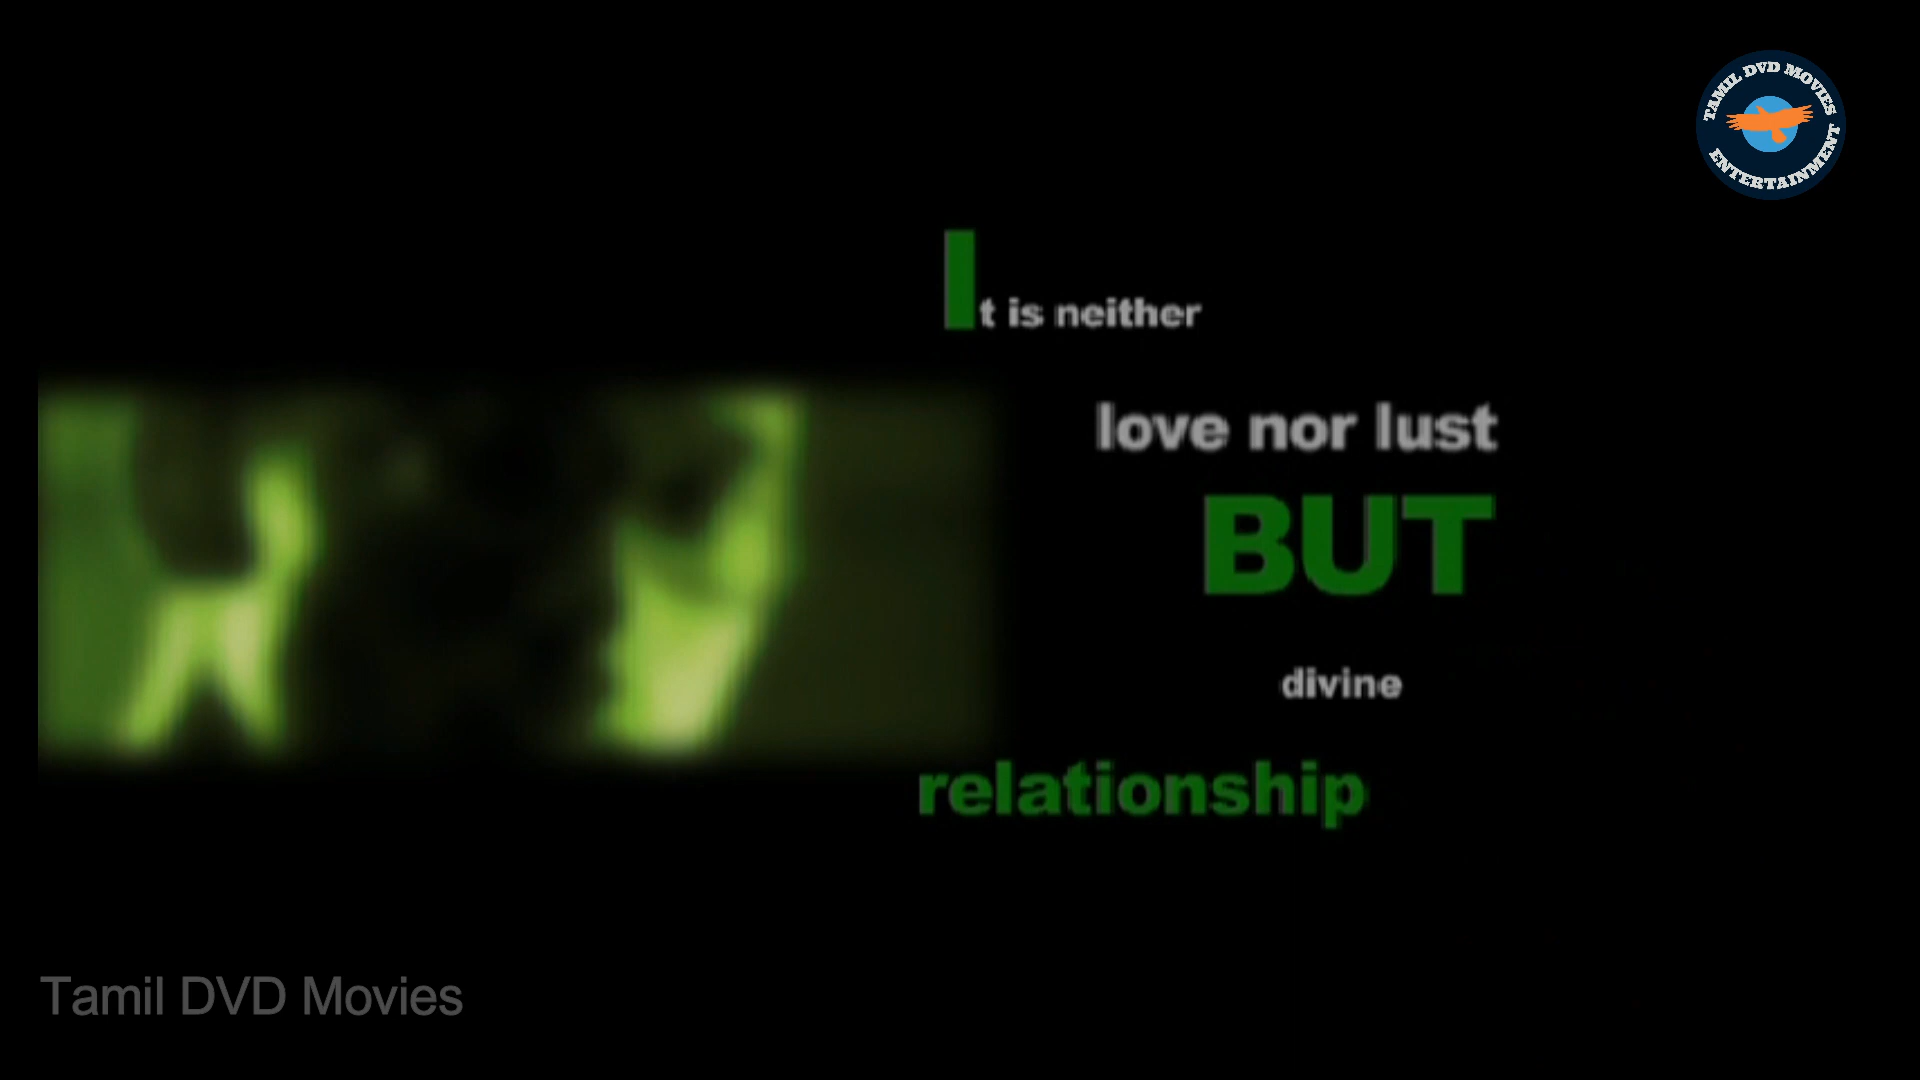 TAMIL DVD MOVIES
ENTERTAINMENT
It is neither
love nor lust
BUT
divine
relationship
Tamil DVD Movies